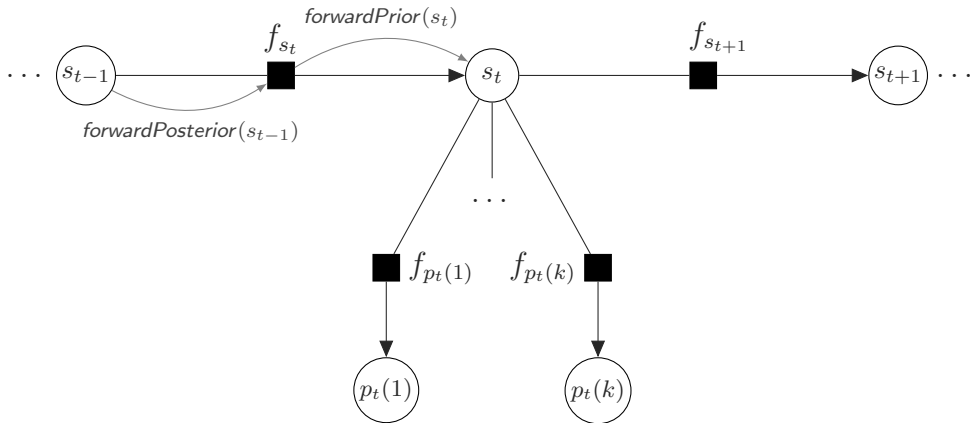 forwardPrior(s_t)
f_{s_t}
f_{s_{t+1}}
⋯ s_{t−1} s_t s_{t+1} ⋯
forwardPosterior(s_{t−1})
⋯
f_{p_t(1)} f_{p_t(k)}
p_t(1) p_t(k)